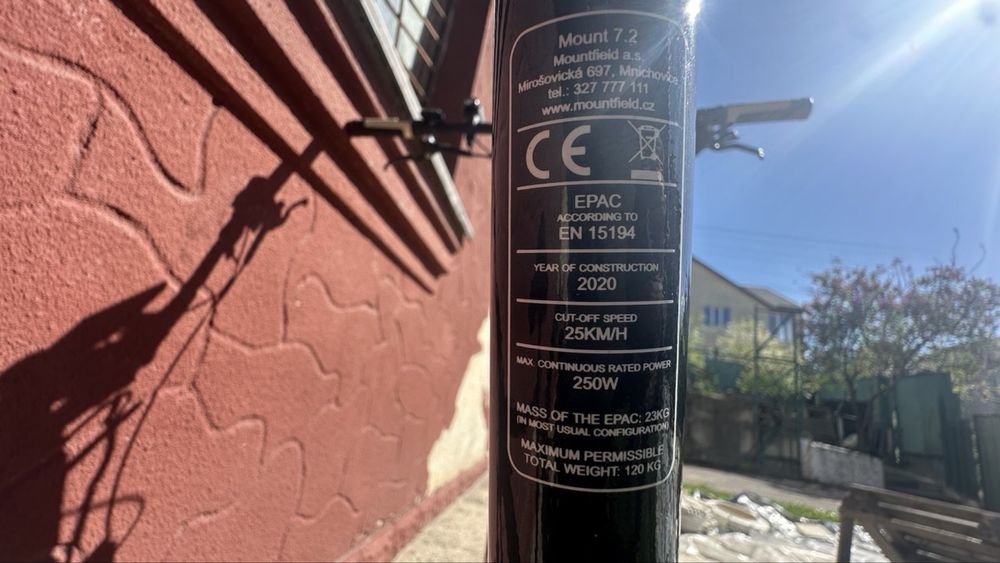 Mount 7.2
Mountfield a.s.
Mirošovická 697, Mnichovice
tel.: 327 777 111
www.mountfield.cz
CE
EPAC
ACCORDING TO
EN 15194
YEAR OF CONSTRUCTION
2020
CUT-OFF SPEED
25KM/H
MAX. CONTINUOUS RATED POWER
250W
MASS OF THE EPAC: 23KG
(IN MOST USUAL CONFIGURATION)
MAXIMUM PERMISSIBLE
TOTAL WEIGHT: 120 KG